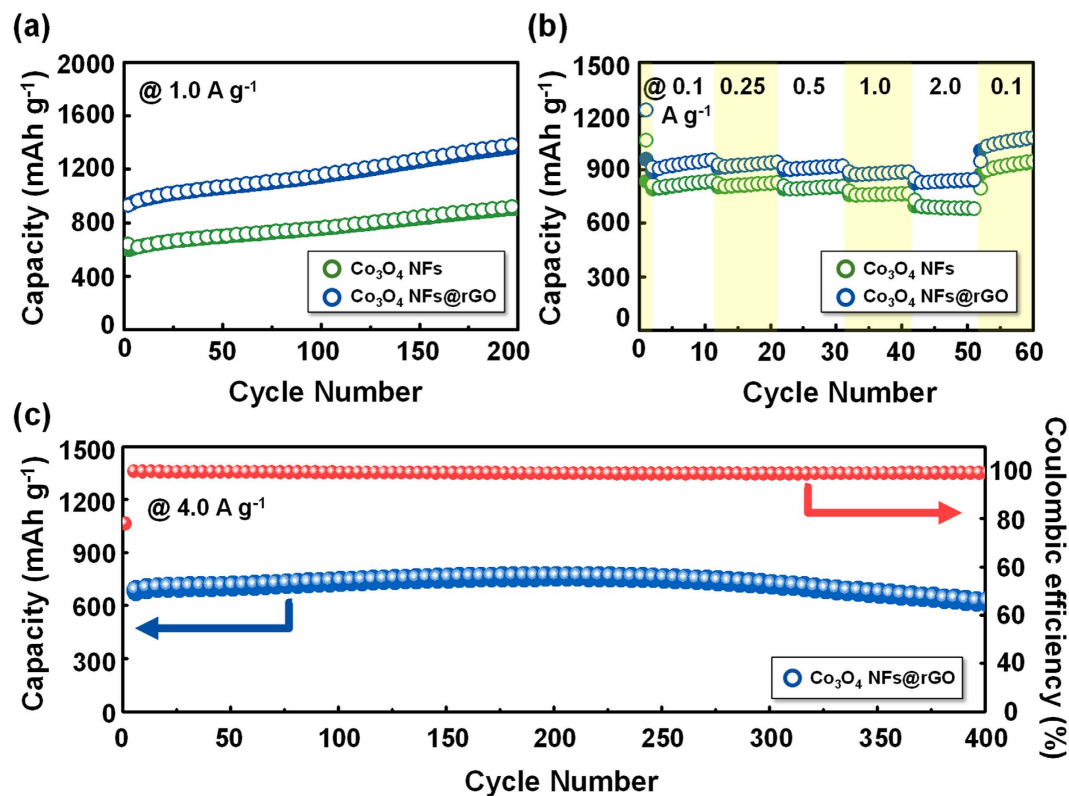 (a)
2000
1600
1200
800
400
0
Capacity (mAh g⁻¹)
@ 1.0 A g⁻¹
Co₃O₄ NFs
Co₃O₄ NFs@rGO
0 50 100 150 200
Cycle Number
(b)
1500
1200
900
600
300
0
Capacity (mAh g⁻¹)
@ 0.1 0.25 0.5 1.0 2.0 0.1
A g⁻¹
Co₃O₄ NFs
Co₃O₄ NFs@rGO
0 10 20 30 40 50 60
Cycle Number
(c)
1500
1200
900
600
300
0
Capacity (mAh g⁻¹)
@ 4.0 A g⁻¹
Co₃O₄ NFs@rGO
100
80
60
40
20
0
Coulombic efficiency (%)
0 50 100 150 200 250 300 350 400
Cycle Number